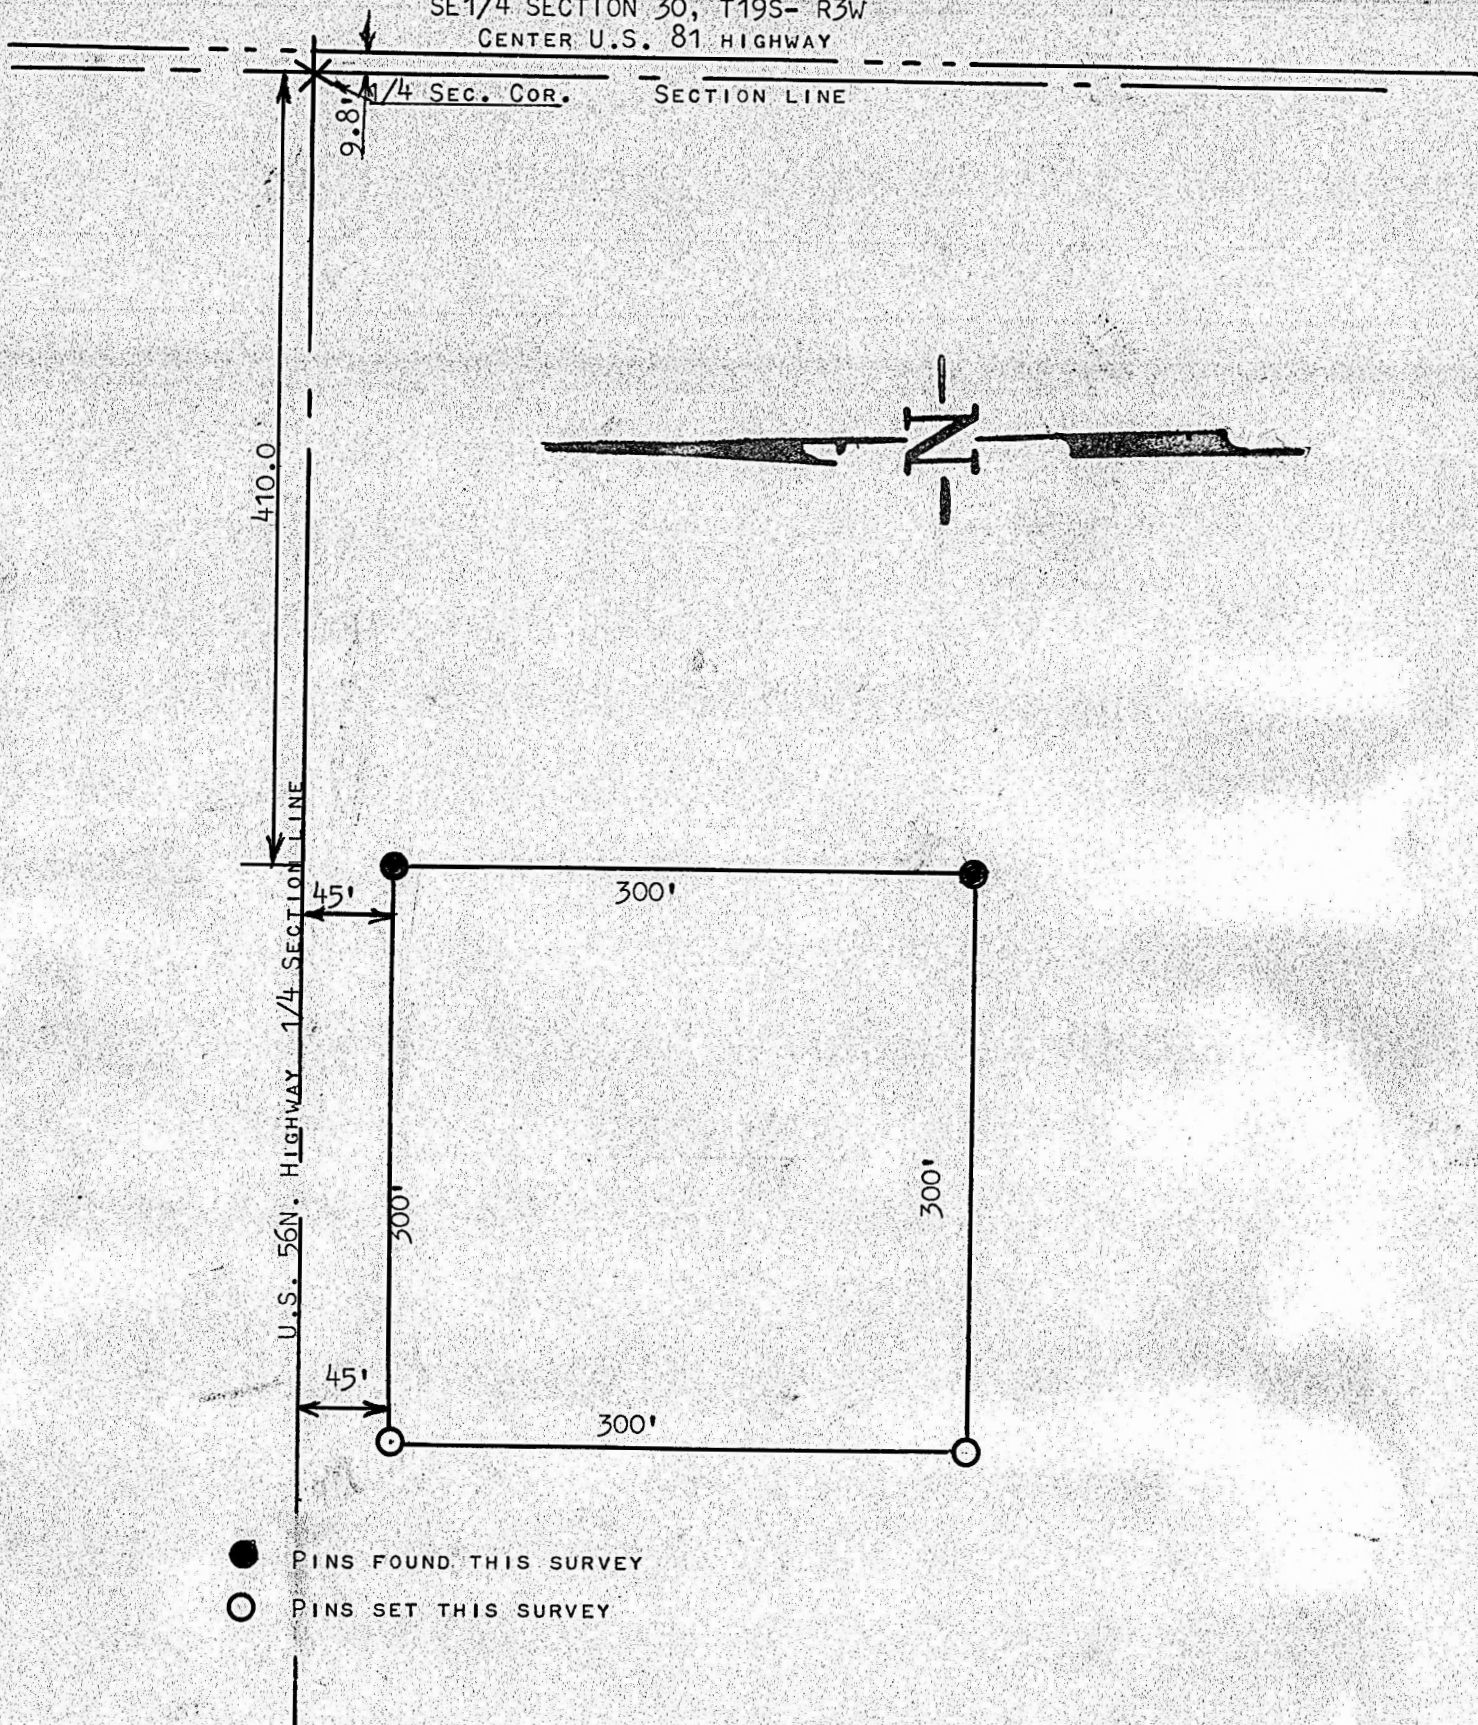 SE1/4 SECTION 30, T19S- R3W
CENTER U.S. 81 HIGHWAY
1/4 SEC. COR.
SECTION LINE
9.8'
410.0
N
U.S. 56N. HIGHWAY 1/4 SECTION LINE
45'
300'
300'
300'
45'
300'
PINS FOUND THIS SURVEY
PINS SET THIS SURVEY